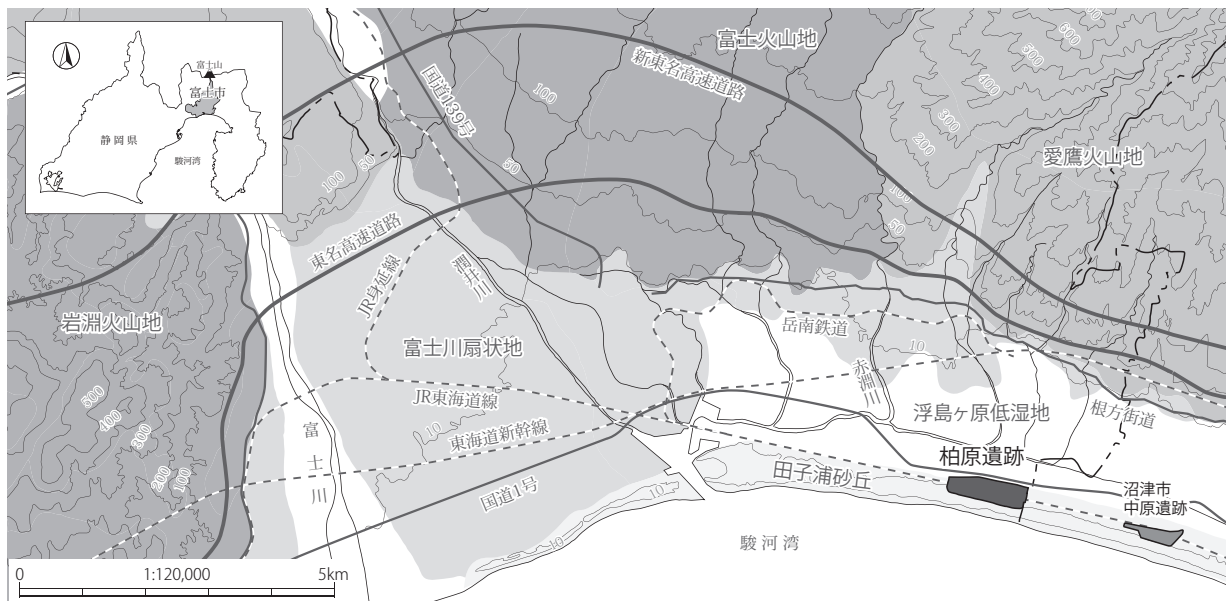 富士山
富士市
静岡県
駿河湾
富士火山地
新東名高速道路
国道139号
100
50
600
500
400
300
200
100
50
愛鷹火山地
50
100
東名高速道路
JR身延線
潤井川
岩淵火山地
富士川扇状地
岳南鉄道
赤淵川
10
浮島ヶ原低湿地
根方街道
500
400
300
200
100
JR東海道線
10
東海道新幹線
富士川
国道1号
田子浦砂丘
10
10
柏原遺跡
沼津市
中原遺跡
駿河湾
0
1:120,000
5km